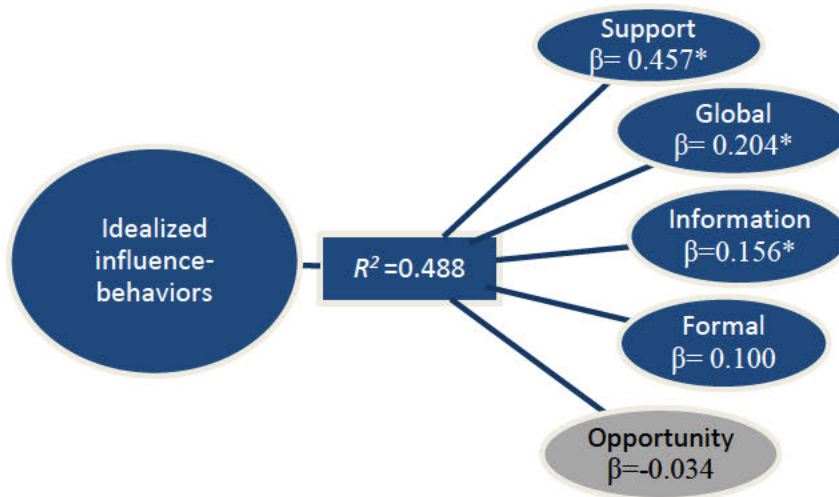 Support
β= 0.457*
Global
β= 0.204*
Idealized
influence-
behaviors
R² =0.488
Information
β=0.156*
Formal
β= 0.100
Opportunity
β=-0.034